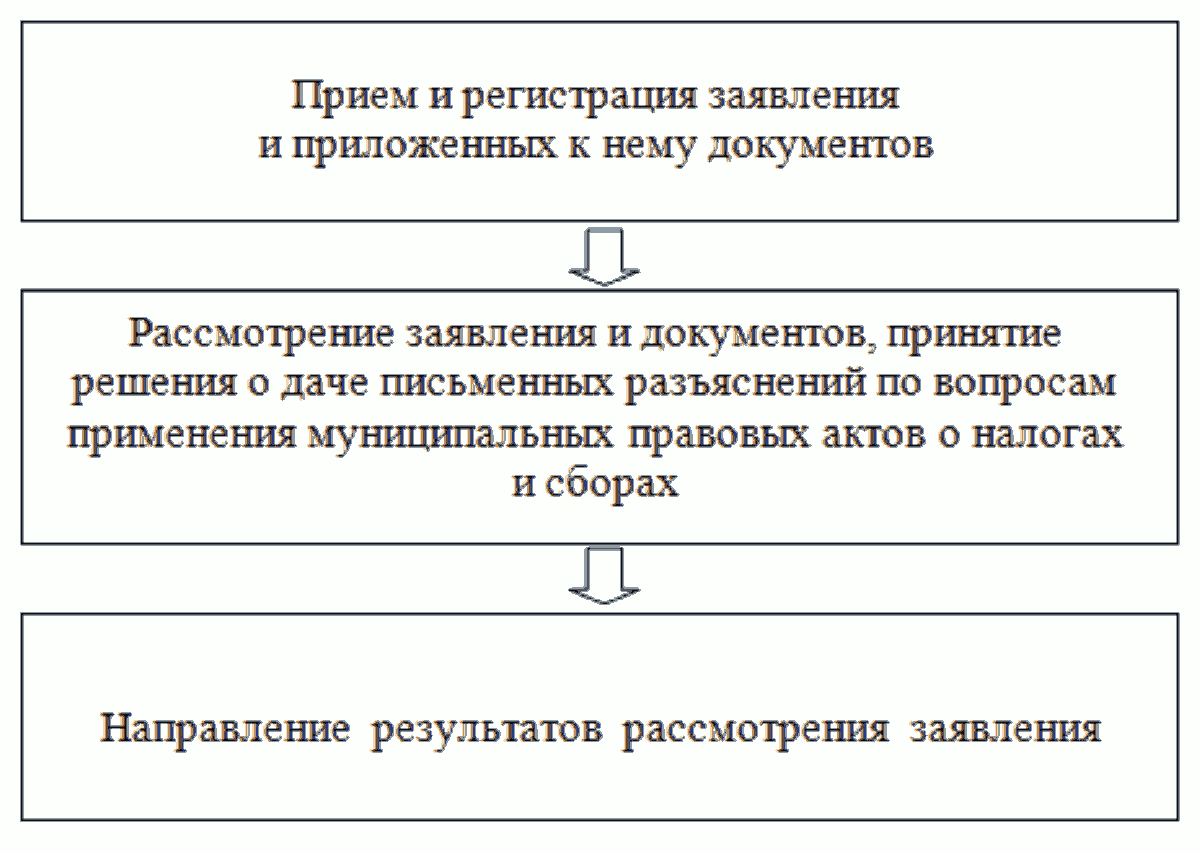 Прием и регистрация заявления
и приложенных к нему документов
Рассмотрение заявления и документов, принятие
решения о даче письменных разъяснений по вопросам
применения муниципальных правовых актов о налогах
и сборах
Направление результатов рассмотрения заявления